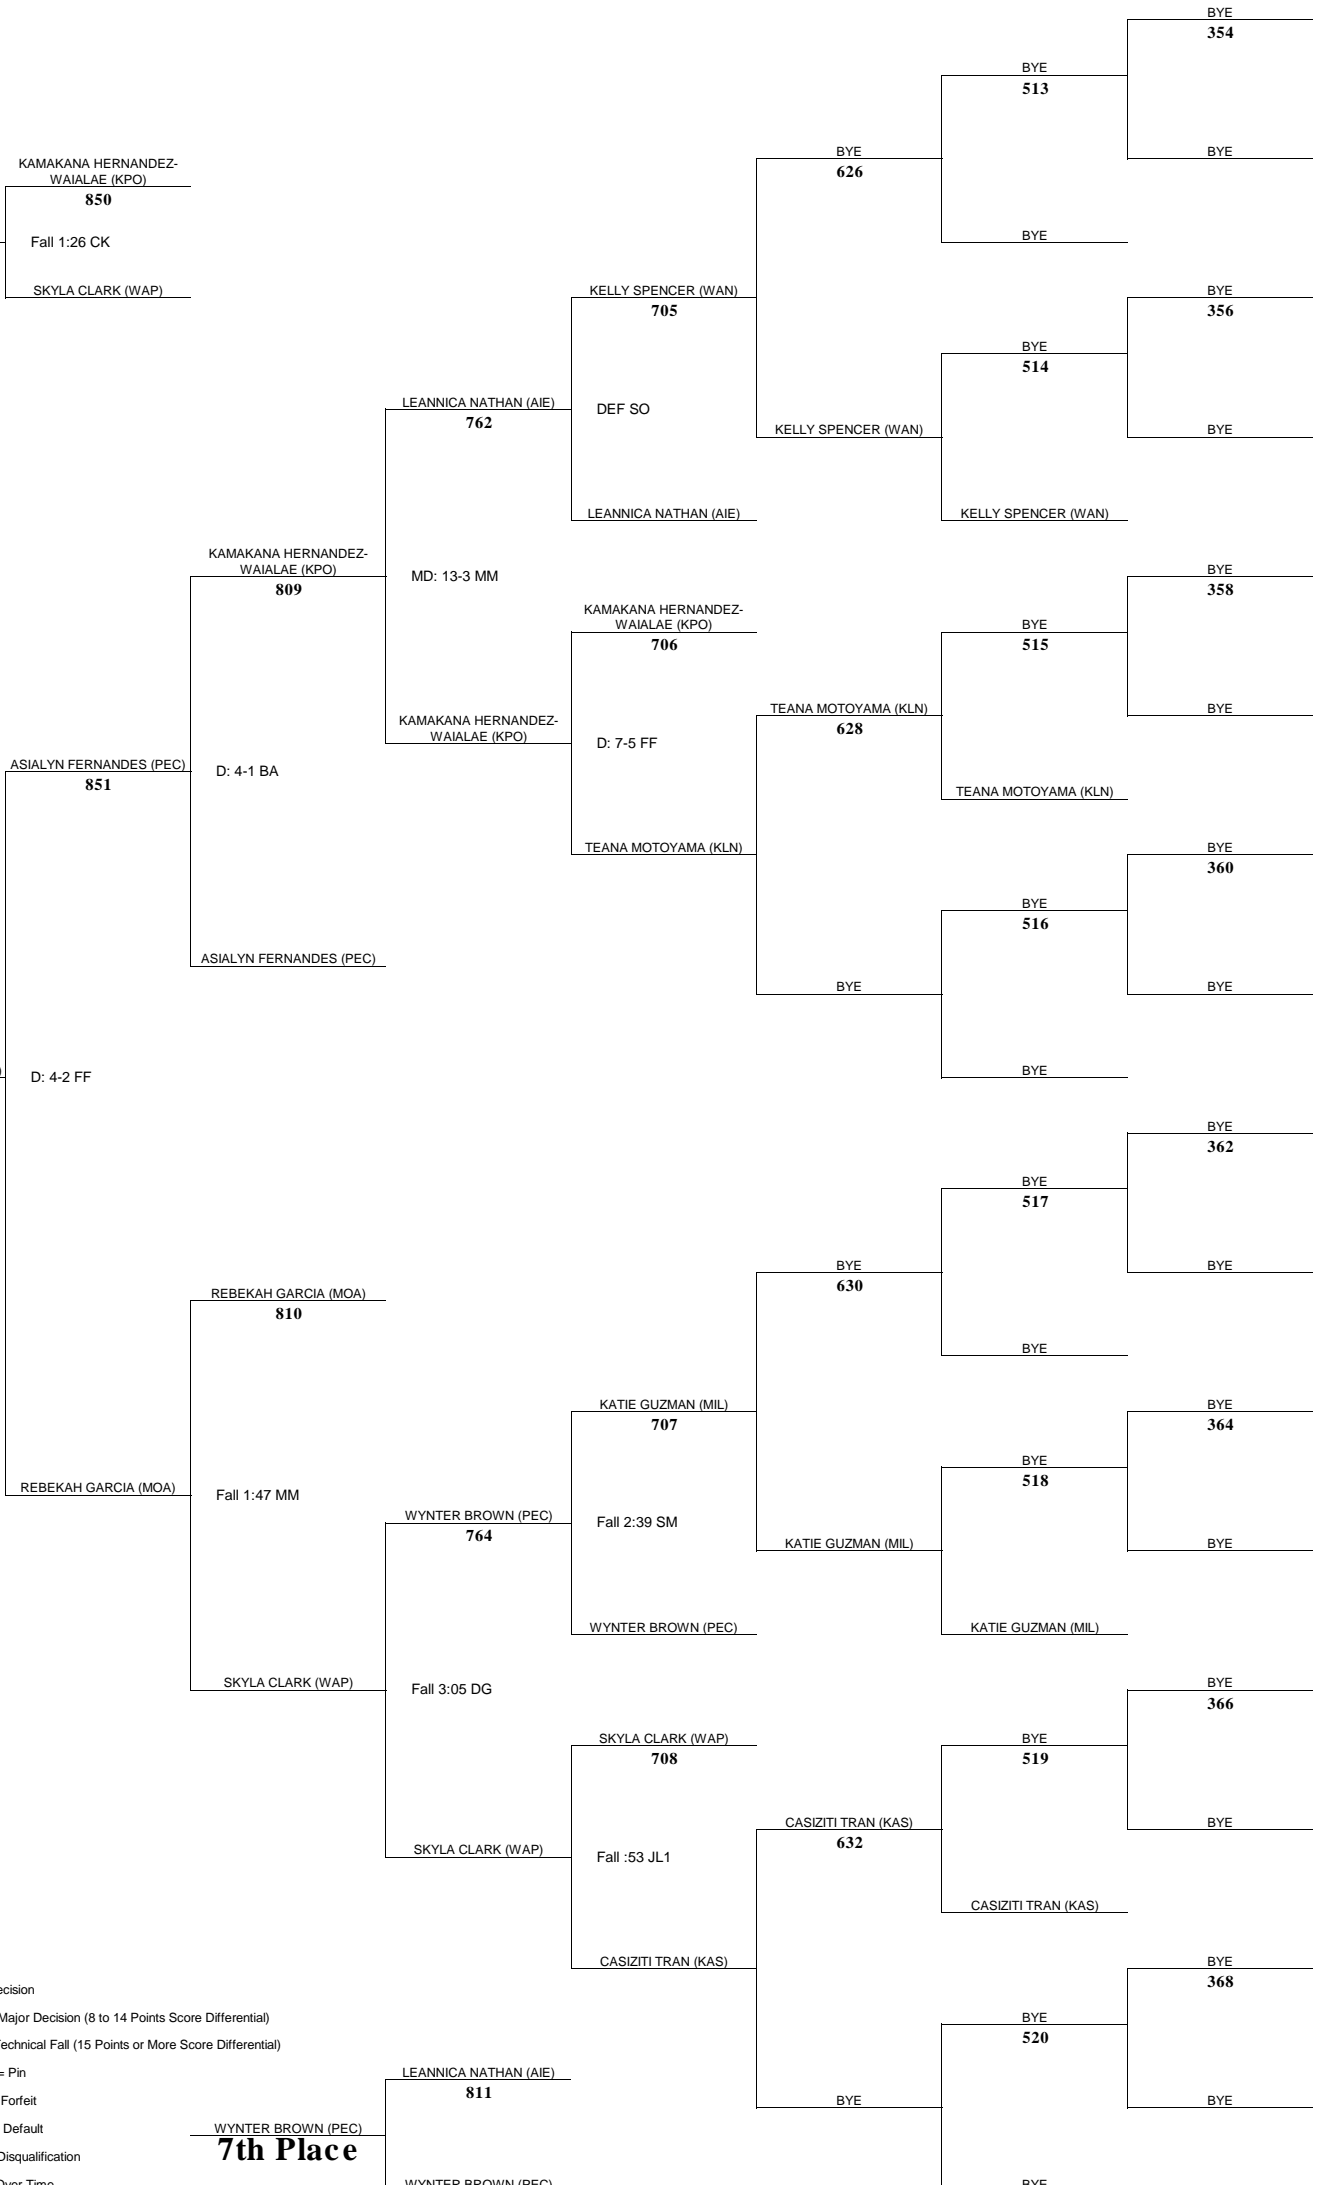 BYE
354
BYE
513
BYE
BYE
626
KAMAKANA HERNANDEZ-
WAIALAE (KPO)
850
Fall 1:26 CK
BYE
SKYLA CLARK (WAP)
KELLY SPENCER (WAN)
705
BYE
356
BYE
514
LEANNICA NATHAN (AIE)
762
DEF SO
KELLY SPENCER (WAN)
BYE
LEANNICA NATHAN (AIE)
KELLY SPENCER (WAN)
KAMAKANA HERNANDEZ-
WAIALAE (KPO)
809
MD: 13-3 MM
BYE
358
KAMAKANA HERNANDEZ-
WAIALAE (KPO)
706
BYE
515
TEANA MOTOYAMA (KLN)
628
BYE
KAMAKANA HERNANDEZ-
WAIALAE (KPO)
D: 7-5 FF
ASIALYN FERNANDES (PEC)
851
D: 4-1 BA
TEANA MOTOYAMA (KLN)
TEANA MOTOYAMA (KLN)
BYE
360
BYE
516
ASIALYN FERNANDES (PEC)
BYE
BYE
D: 4-2 FF
BYE
BYE
362
BYE
517
BYE
630
BYE
REBEKAH GARCIA (MOA)
810
BYE
KATIE GUZMAN (MIL)
707
BYE
364
BYE
518
REBEKAH GARCIA (MOA)
Fall 1:47 MM
WYNTER BROWN (PEC)
764
Fall 2:39 SM
KATIE GUZMAN (MIL)
BYE
WYNTER BROWN (PEC)
KATIE GUZMAN (MIL)
SKYLA CLARK (WAP)
Fall 3:05 DG
BYE
366
SKYLA CLARK (WAP)
708
BYE
519
CASIZITI TRAN (KAS)
632
BYE
SKYLA CLARK (WAP)
Fall :53 JL1
CASIZITI TRAN (KAS)
CASIZITI TRAN (KAS)
BYE
368
ecision
Major Decision (8 to 14 Points Score Differential)
BYE
520
echnical Fall (15 Points or More Score Differential)
= Pin
LEANNICA NATHAN (AIE)
811
Forfeit
BYE
BYE
Default
WYNTER BROWN (PEC)
7th Place
Disqualification
Over Time
WYNTER BROWN (PEC)
BYE